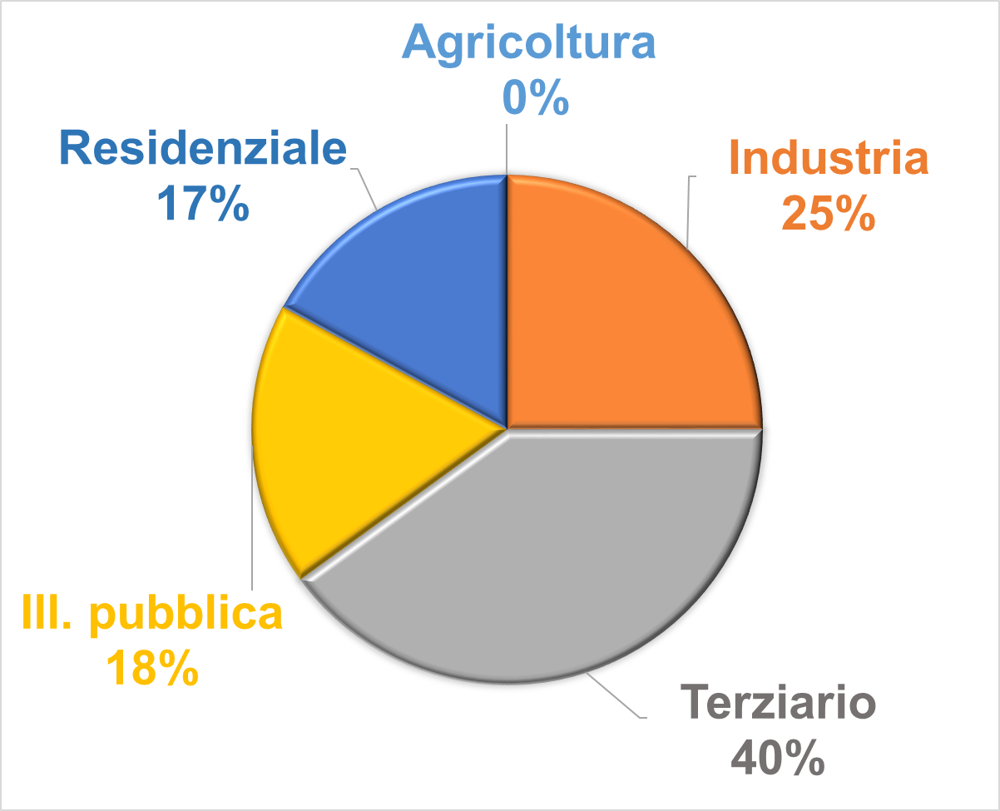 Agricoltura
0%
Residenziale
17%
Industria
25%
Ill. pubblica
18%
Terziario
40%